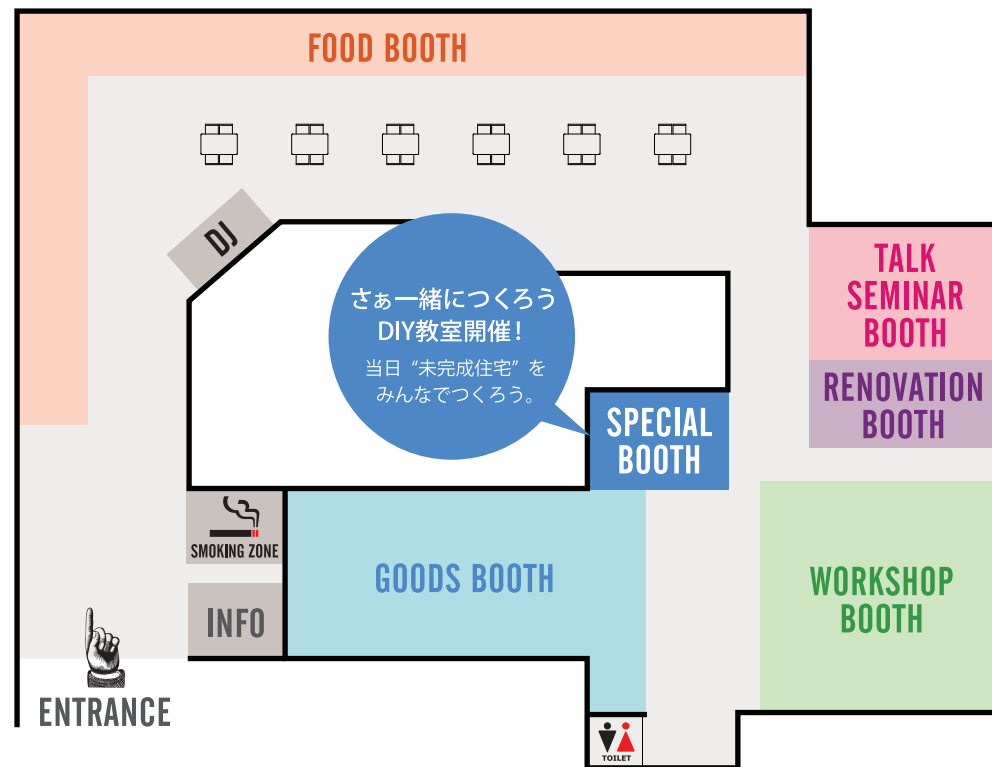 FOOD BOOTH
DJ
さぁ一緒につくろう
DIY教室開催！
当日“未完成住宅”を
みんなでつくろう。
TALK
SEMINAR
BOOTH
RENOVATION
BOOTH
SPECIAL
BOOTH
SMOKING ZONE
GOODS BOOTH
WORKSHOP
BOOTH
INFO
ENTRANCE
TOILET